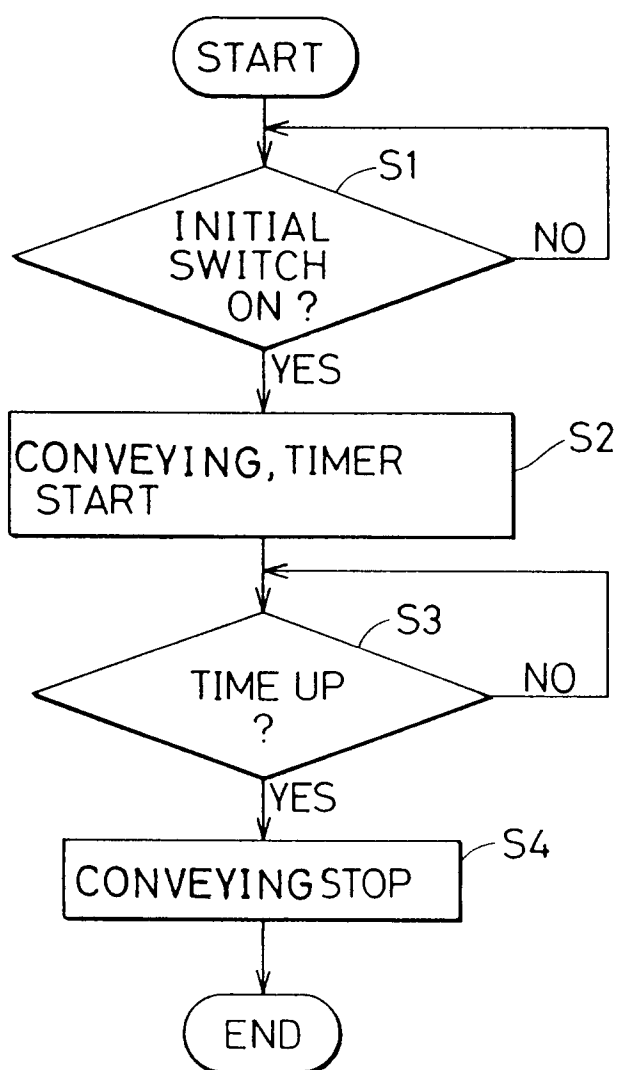 START
S1
INITIAL
SWITCH
ON ?
NO
YES
S2
CONVEYING, TIMER
START
S3
TIME UP
?
NO
YES
S4
CONVEYING STOP
END